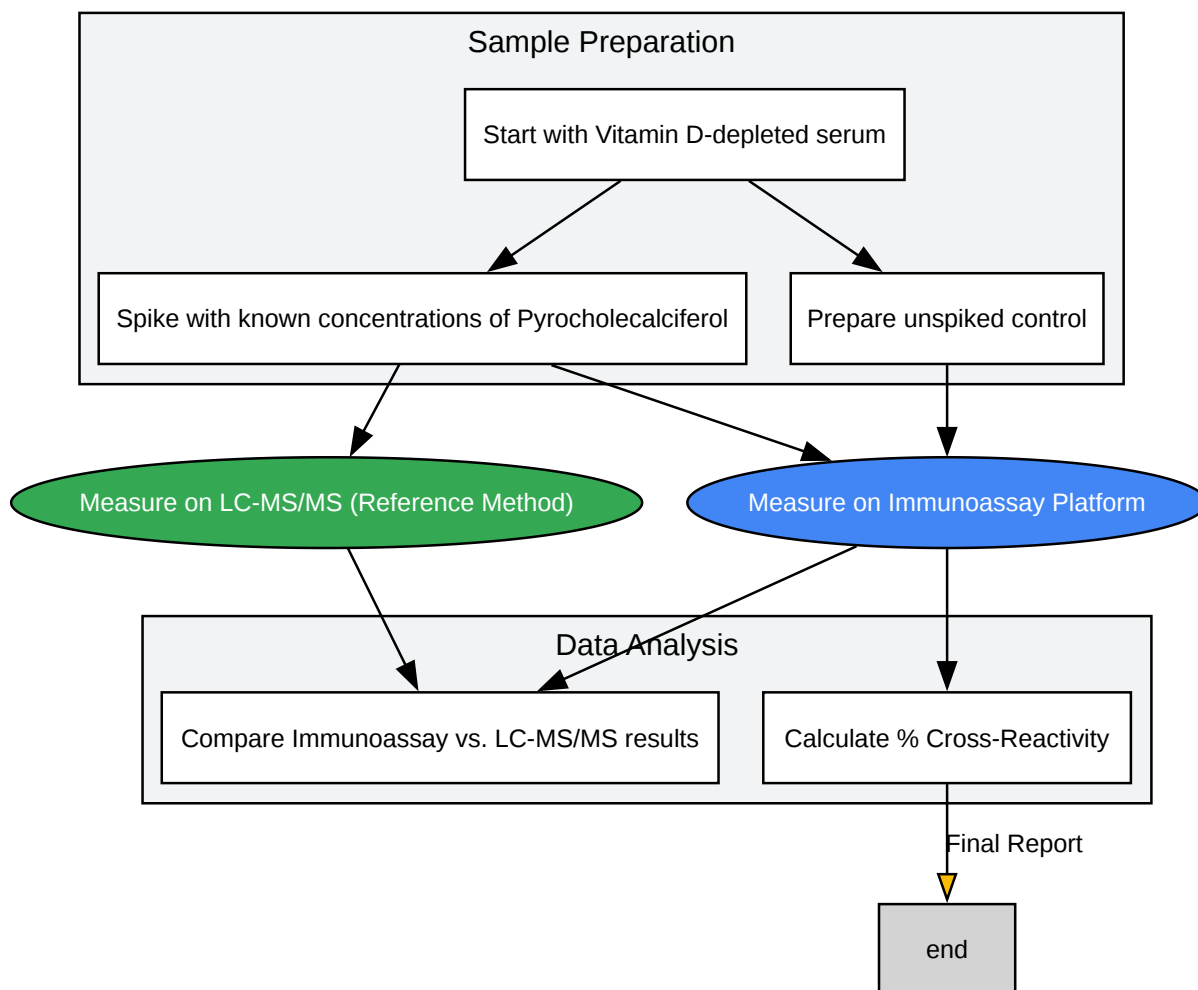 Sample Preparation
Start with Vitamin D-depleted serum
Spike with known concentrations of Pyrocholecalciferol
Prepare unspiked control
Measure on LC-MS/MS (Reference Method)
Measure on Immunoassay Platform
Data Analysis
Compare Immunoassay vs. LC-MS/MS results
Calculate % Cross-Reactivity
Final Report
end